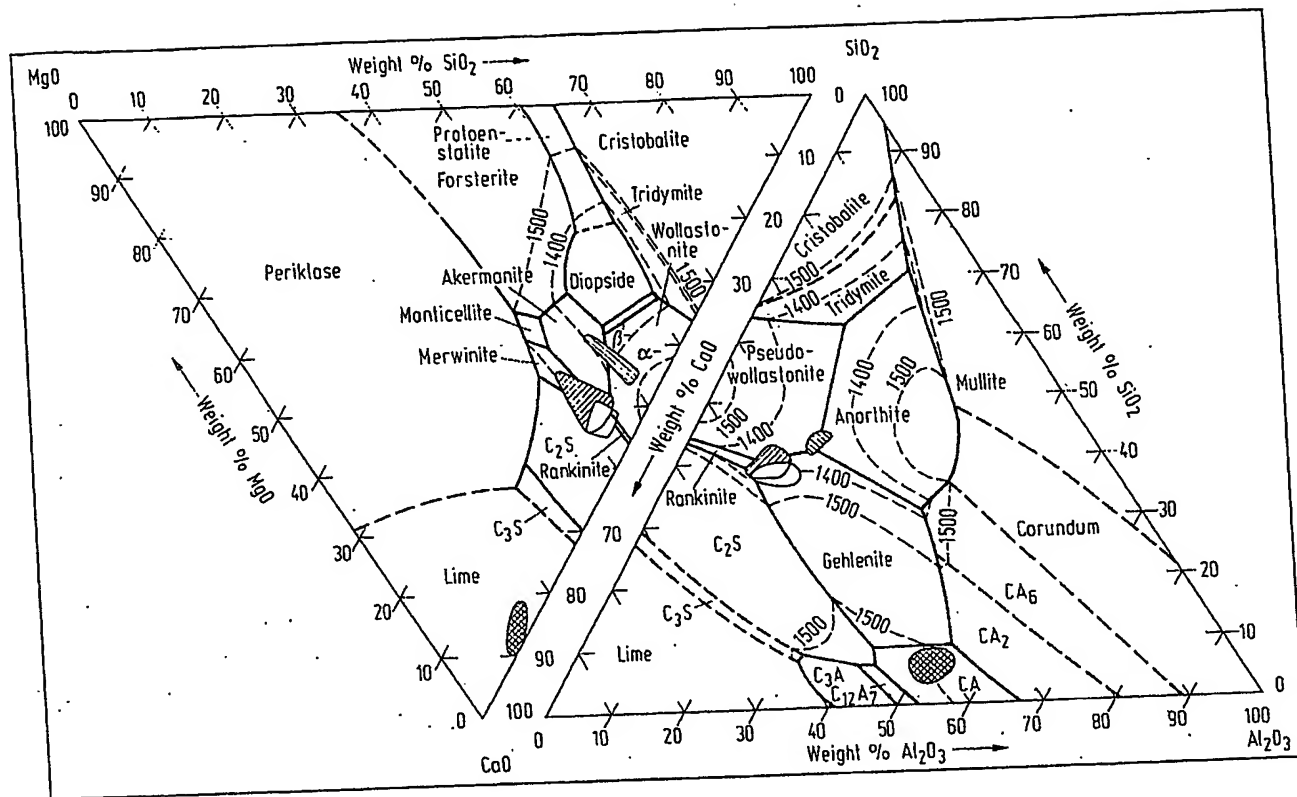 MgO
Weight % SiO2
SiO2
0 10 20 30 40 50 60 70 80 90 100
100 90 80 70 60 50 40 30 20 10 0
Weight % MgO
Protoen-
statite
Forsterite
Cristobalite
Tridymite
Wollasto-
nite
1500
1400
1500
Periklase
Akermanite
Diopside
Monticellite
Merwinite
β-
α-
C2S
Rankinite
C3S
Lime
CaO
0 10 20 30
Weight % CaO
70 80 90 100
100 90 80 70 60 50 40 30 20 10 0
Weight % SiO2
Cristobalite
1500
1400
Tridymite
1500
Pseudo-
wollastonite
1400
1500
Mullite
Anorthite
1500
1400
Rankinite
1400
1500
1500
C2S
Gehlenite
Corundum
CA6
C3S
1500
1500
CA2
Lime
C3A
C12A7
CA
0 10 20 30 40 50 60 70 80 90 100
Weight % Al2O3
Al2O3